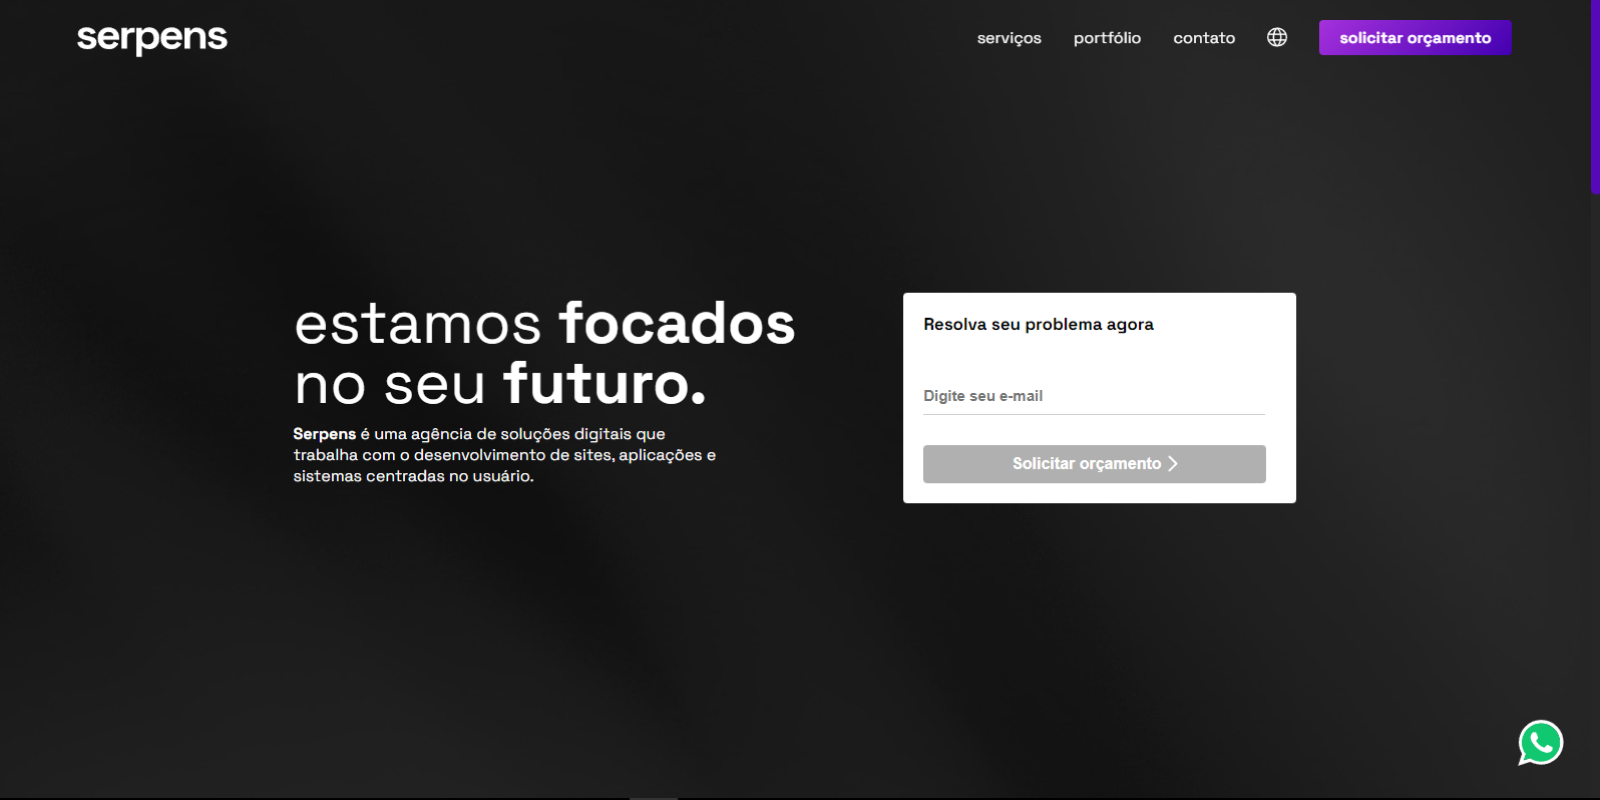 serpens
serviços
portfólio
contato
solicitar orçamento
estamos focados
no seu futuro.
Serpens é uma agência de soluções digitais que
trabalha com o desenvolvimento de sites, aplicações e
sistemas centradas no usuário.
Resolva seu problema agora
Digite seu e-mail
Solicitar orçamento